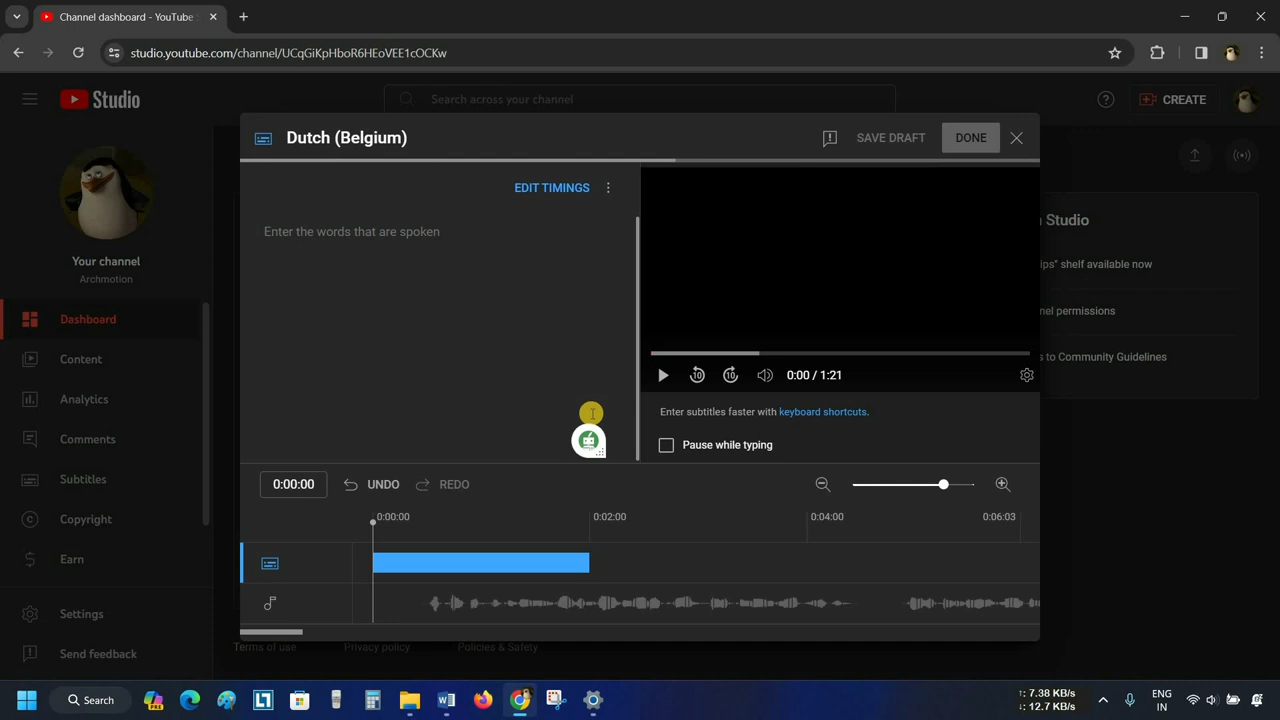 Channel dashboard - YouTube
studio.youtube.com/channel/UCqGiKpHboR6HEoVEE1cOCKw
Studio
Search across your channel
CREATE
Dutch (Belgium)
SAVE DRAFT
DONE
EDIT TIMINGS
Enter the words that are spoken
Your channel
Archmotion
Dashboard
Content
Analytics
Comments
Subtitles
Copyright
Earn
Settings
Send feedback
n Studio
ips" shelf available now
nel permissions
s to Community Guidelines
0:00 / 1:21
Enter subtitles faster with keyboard shortcuts.
Pause while typing
0:00:00
UNDO
REDO
0:00:00
0:02:00
0:04:00
0:06:03
Terms of use
Privacy policy
Policies & Safety
Search
7.38 KB/s
12.7 KB/s
ENG
IN